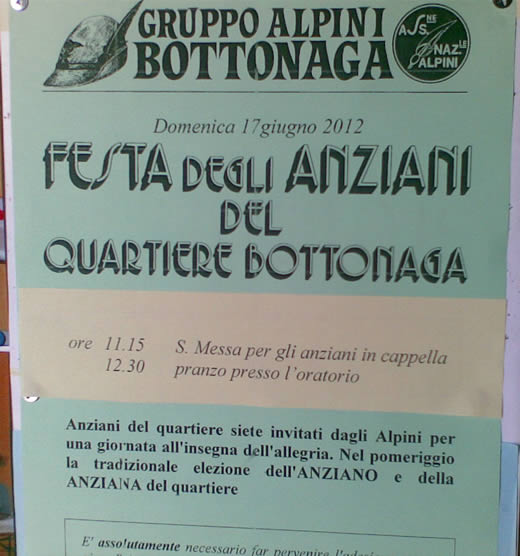 GRUPPO ALPINI
BOTTONAGA
ASS.NE
NAZ.LE
ALPINI
Domenica 17giugno 2012
FESTA DEGLI ANZIANI
DEL
QUARTIERE BOTTONAGA
ore 11.15 S. Messa per gli anziani in cappella
12.30 pranzo presso l'oratorio
Anziani del quartiere siete invitati dagli Alpini per
una giornata all'insegna dell'allegria. Nel pomeriggio
la tradizionale elezione dell'ANZIANO e della
ANZIANA del quartiere
E' assolutamente necessario far pervenire